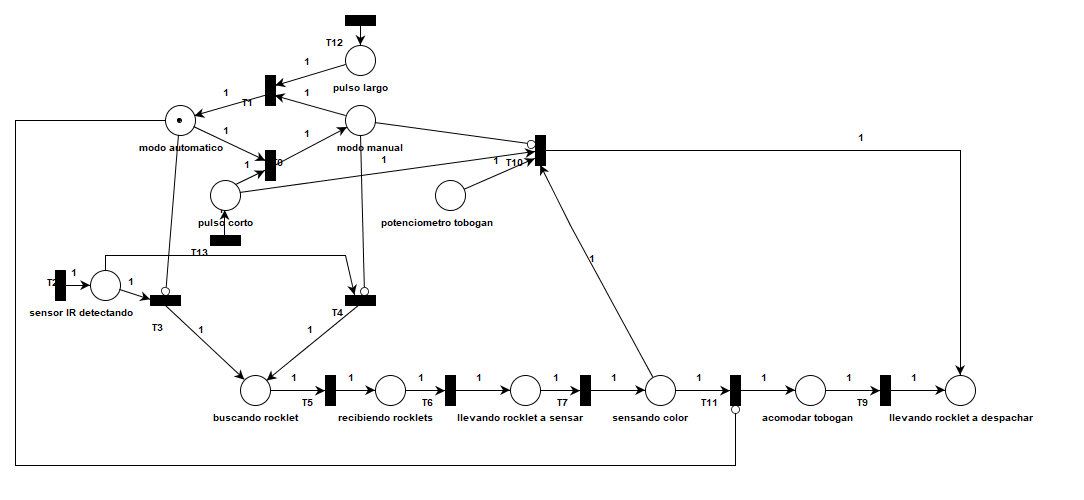 T12
1
pulso largo
1
T1
1
modo automatico
1
1
modo manual
1
T0
1
1
T10
1
pulso corto
potenciometro tobogan
T13
T2
1
1
1
sensor IR detectando
T3
T4
1
1
1
1
1
1
1
1
1
1
1
1
T5
T6
T7
T11
T9
buscando rocklet
recibiendo rocklets
llevando rocklet a sensar
sensando color
acomodar tobogan
llevando rocklet a despachar